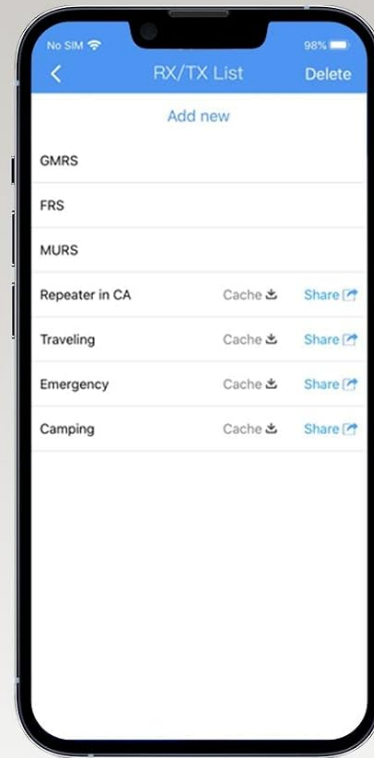 No SIM 98%
RX/TX List Delete
Add new
GMRS
FRS
MURS
Repeater in CA Cache Share
Traveling Cache Share
Emergency Cache Share
Camping Cache Share